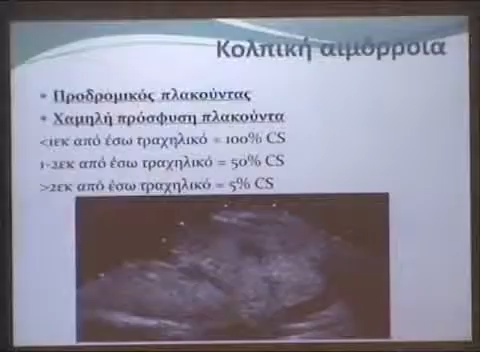 Κολπική αιμόρροια
• Προδρομικός πλακούντας
• Χαμηλή πρόσφυση πλακούντα
<1εκ από έσω τραχηλικό = 100% CS
1-2εκ από έσω τραχηλικό = 50% CS
>2εκ από έσω τραχηλικό = 5% CS